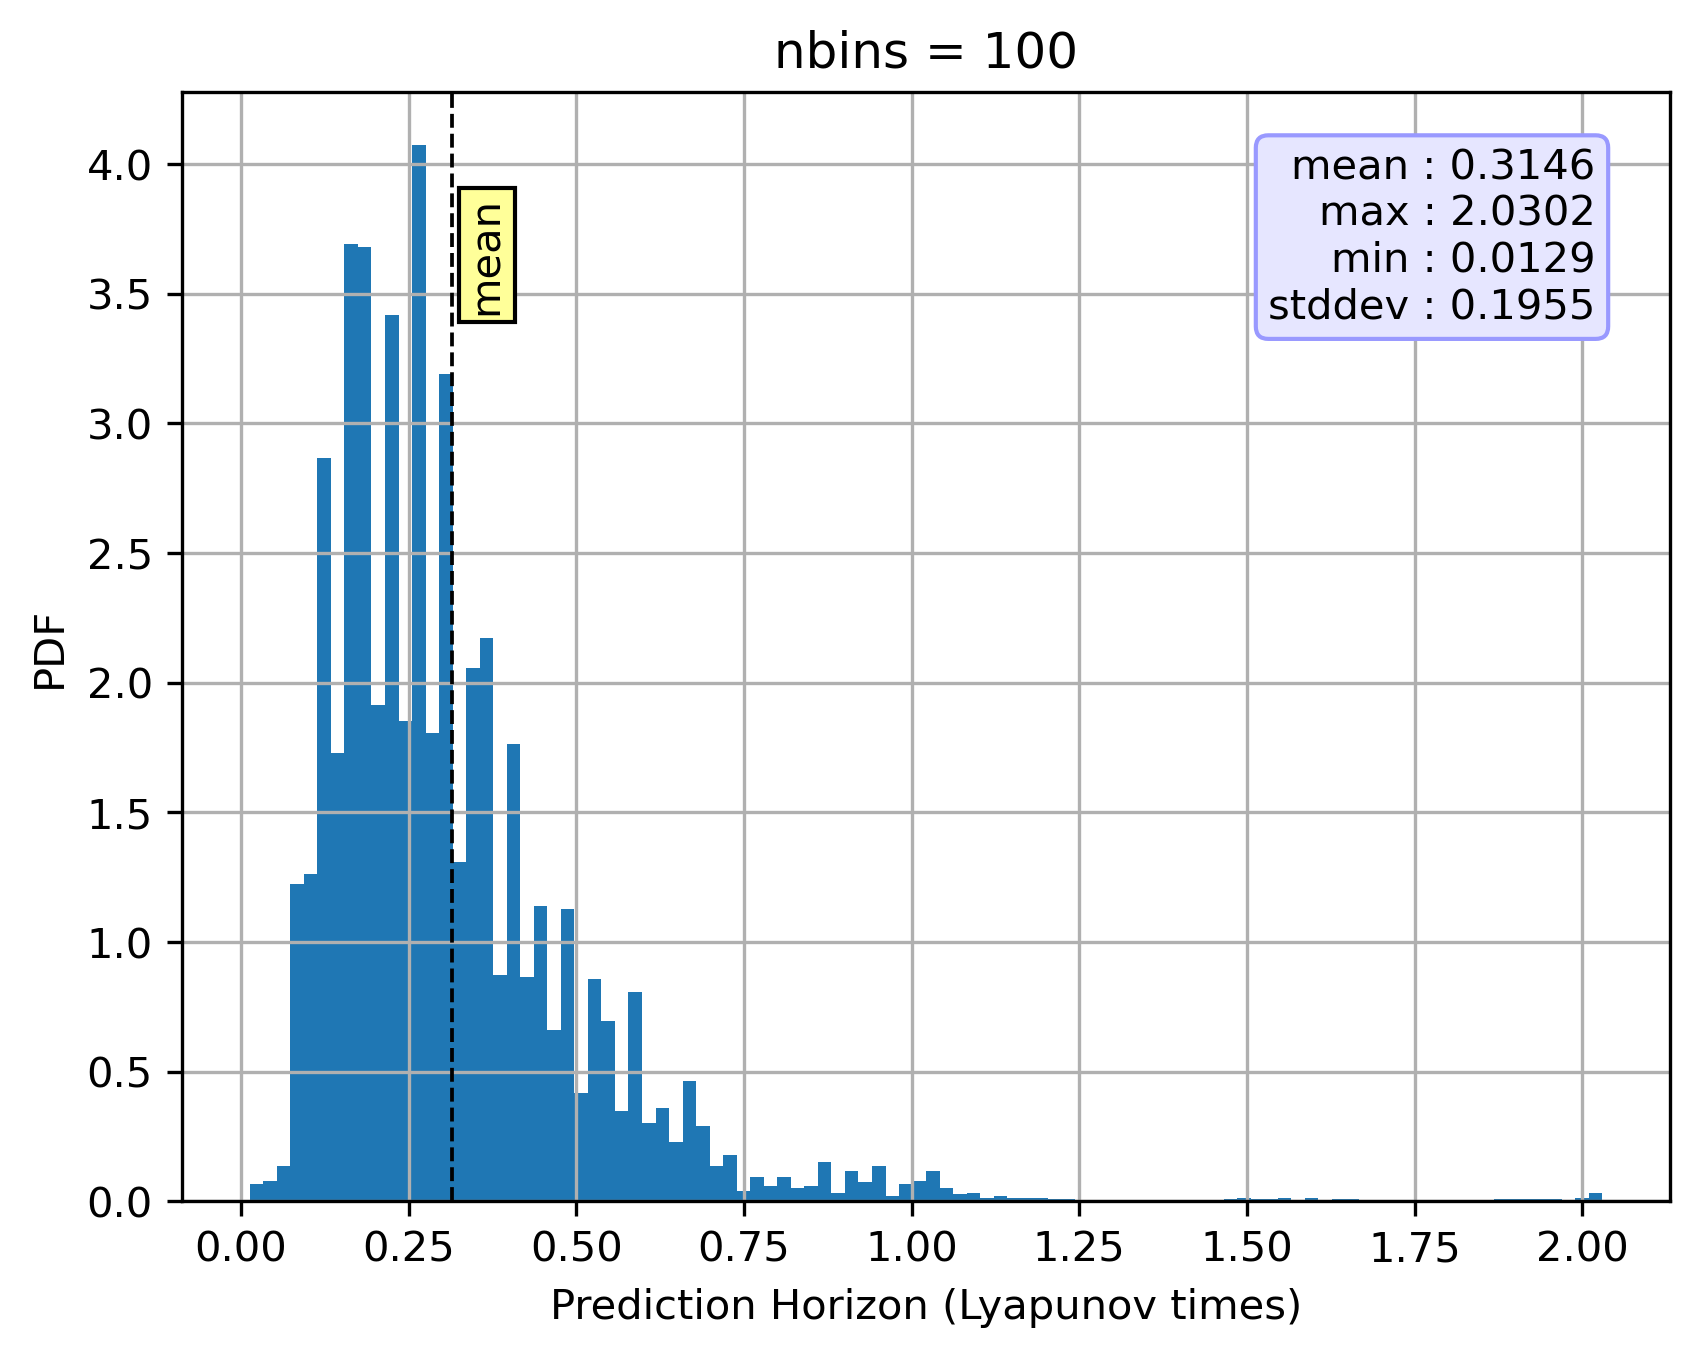 nbins = 100
mean : 0.3146
max : 2.0302
min : 0.0129
stddev : 0.1955
mean
PDF
4.0
3.5
3.0
2.5
2.0
1.5
1.0
0.5
0.0
0.00 0.25 0.50 0.75 1.00 1.25 1.50 1.75 2.00
Prediction Horizon (Lyapunov times)